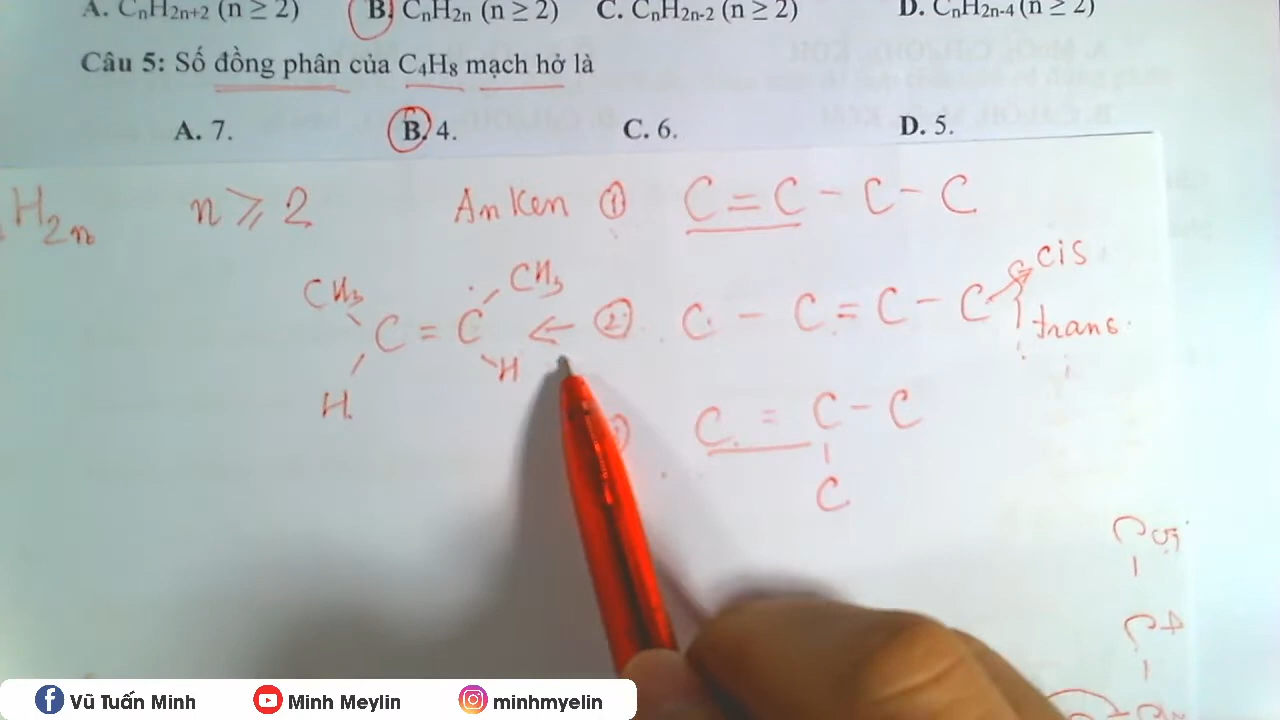 A. CnH2n+2 (n ≥ 2) B. CnH2n (n ≥ 2) C. CnH2n-2 (n ≥ 2) D. CnH2n-4 (n ≥ 2)
Câu 5: Số đồng phân của C4H8 mạch hở là
A. 7. B. 4. C. 6. D. 5.
H2n n ≥ 2 AnKen ① C = C - C - C
CH3 CH3 cis
C = C ← ② C - C = C - C
trans
H H
C = C - C
C
C 5
4
Vũ Tuấn Minh Minh Meylin minhmyelin